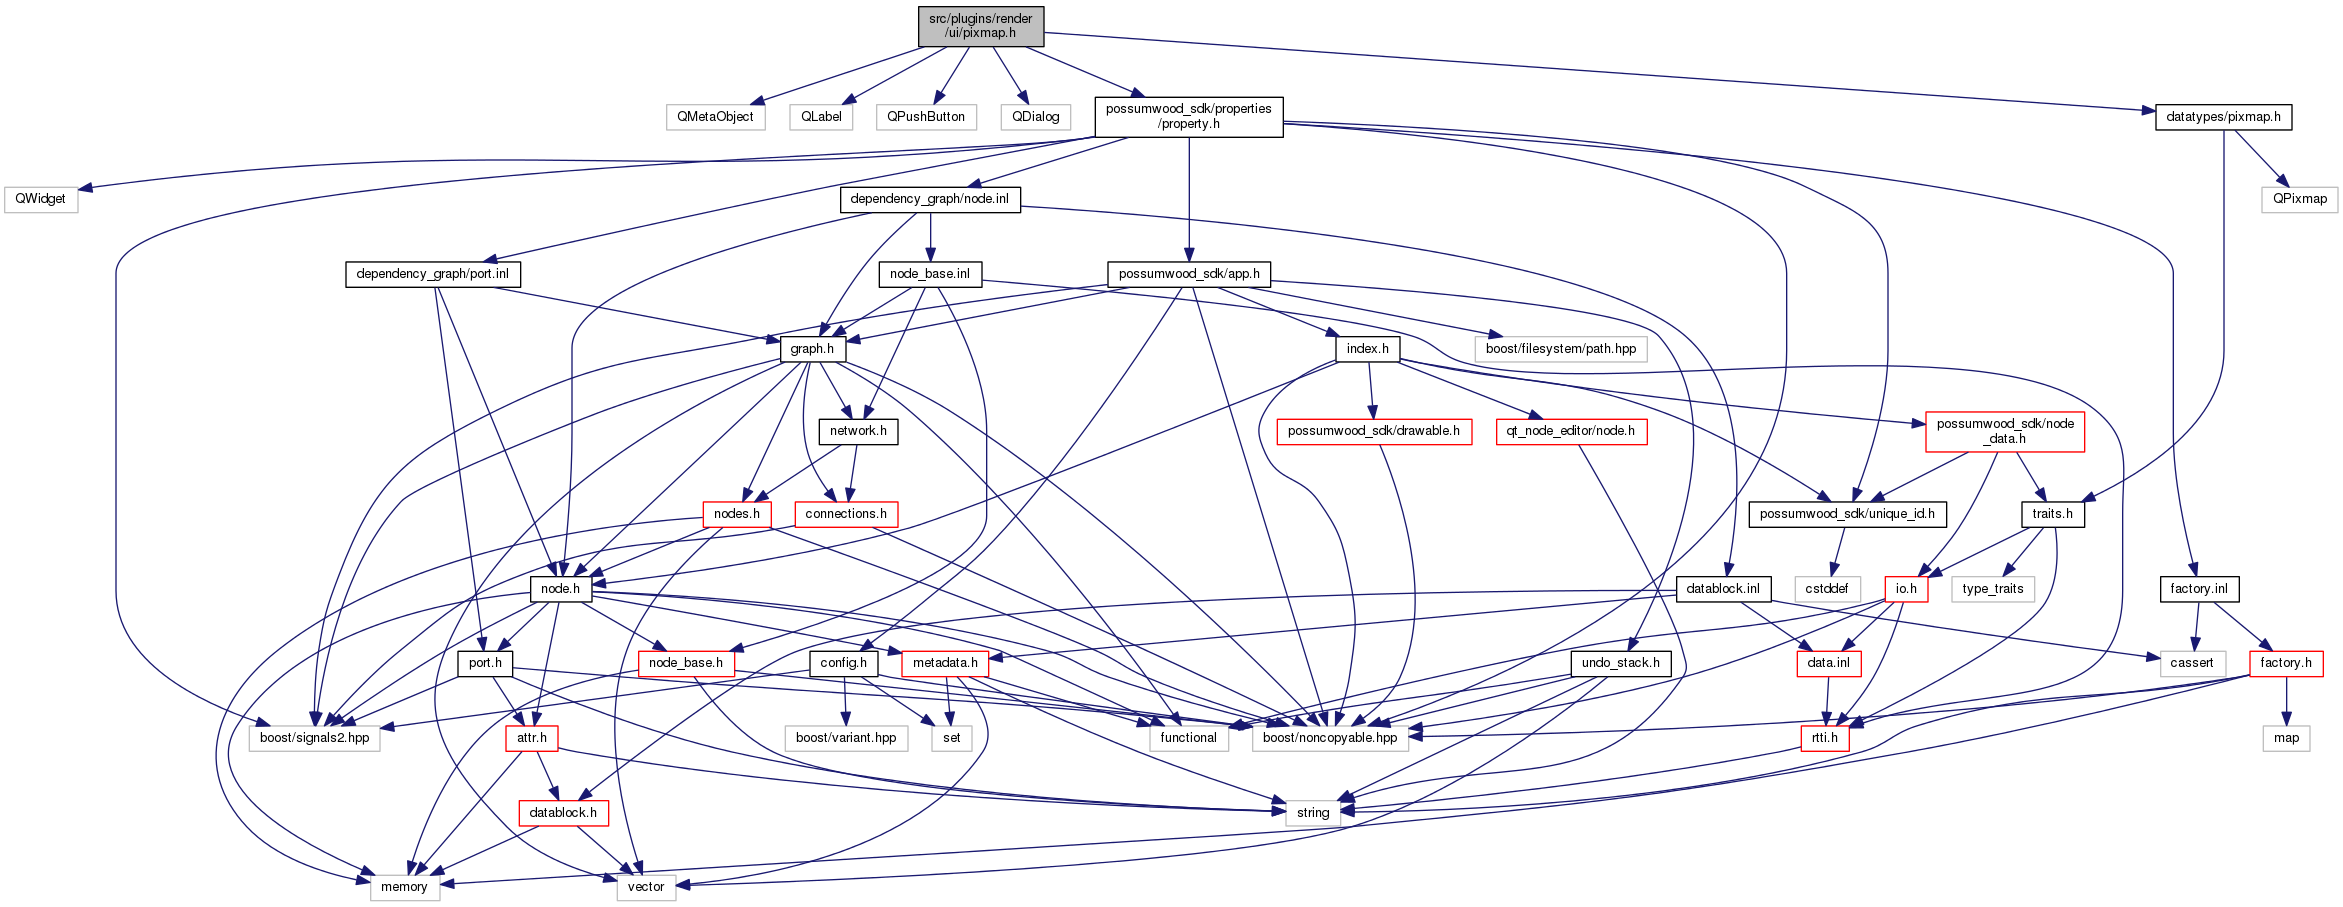 src/plugins/render
/ui/pixmap.h
QMetaObject
QLabel
QPushButton
QDialog
possumwood_sdk/properties
/property.h
datatypes/pixmap.h
QWidget
dependency_graph/node.inl
QPixmap
dependency_graph/port.inl
node_base.inl
possumwood_sdk/app.h
graph.h
index.h
boost/filesystem/path.hpp
network.h
possumwood_sdk/drawable.h
qt_node_editor/node.h
possumwood_sdk/node
_data.h
nodes.h
connections.h
possumwood_sdk/unique_id.h
traits.h
node.h
datablock.inl
cstddef
io.h
type_traits
factory.inl
port.h
node_base.h
config.h
metadata.h
undo_stack.h
data.inl
cassert
factory.h
boost/signals2.hpp
attr.h
boost/variant.hpp
set
functional
boost/noncopyable.hpp
rtti.h
map
datablock.h
string
memory
vector